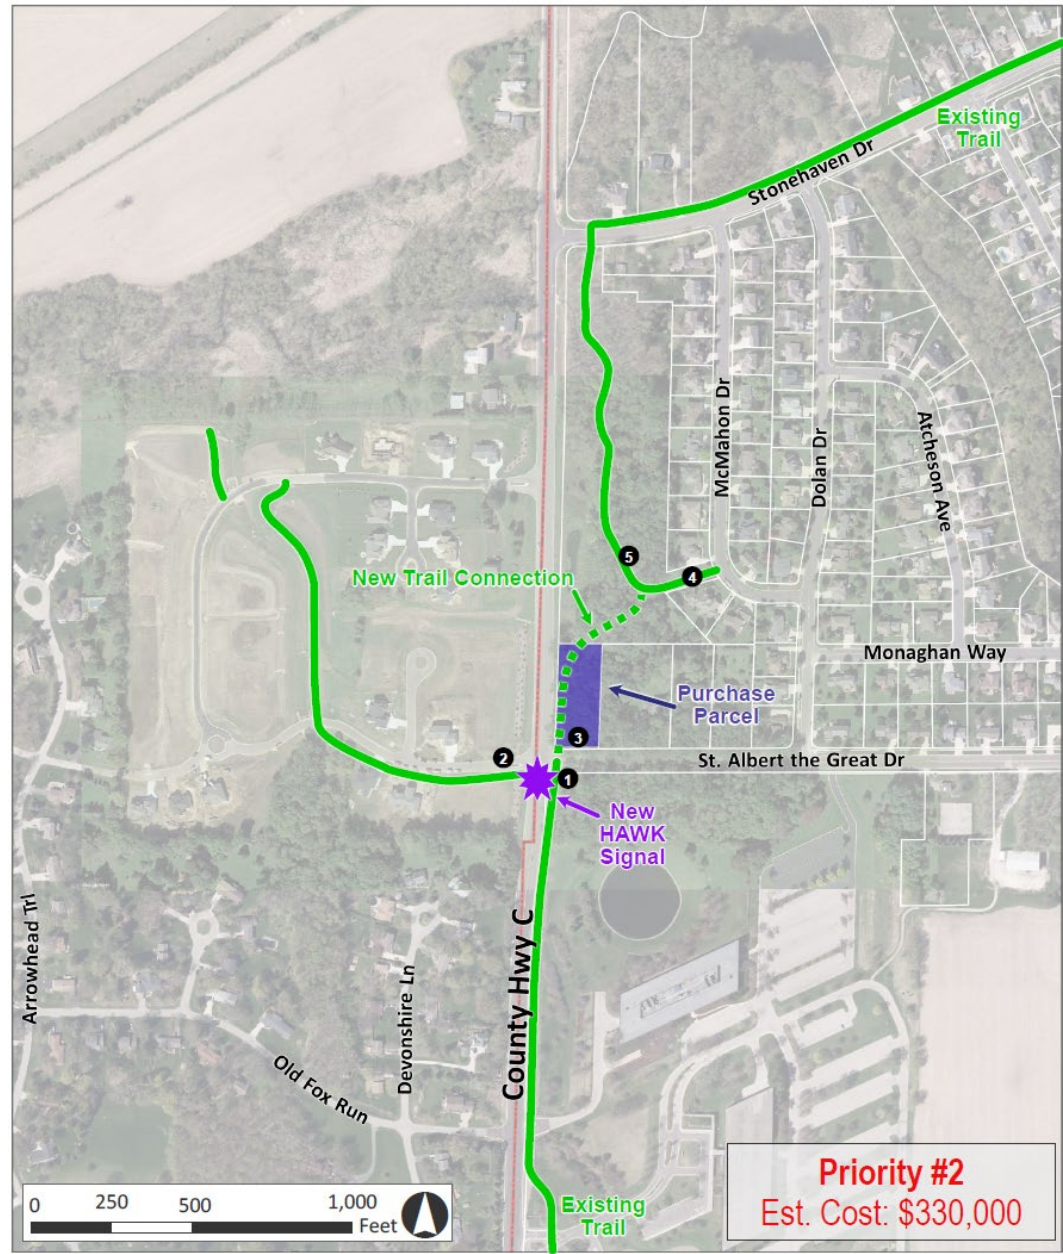 Existing
Trail
Stonehaven Dr
McMahon Dr
Dolan Dr
Atcheson Ave
5
4
New Trail Connection
Monaghan Way
Purchase
Parcel
3
2
St. Albert the Great Dr
1
New
HAWK
Signal
County Hwy C
Arrowhead Trl
Devonshire Ln
Old Fox Run
Existing
Trail
Priority #2
Est. Cost: $330,000
0 250 500 1,000
Feet